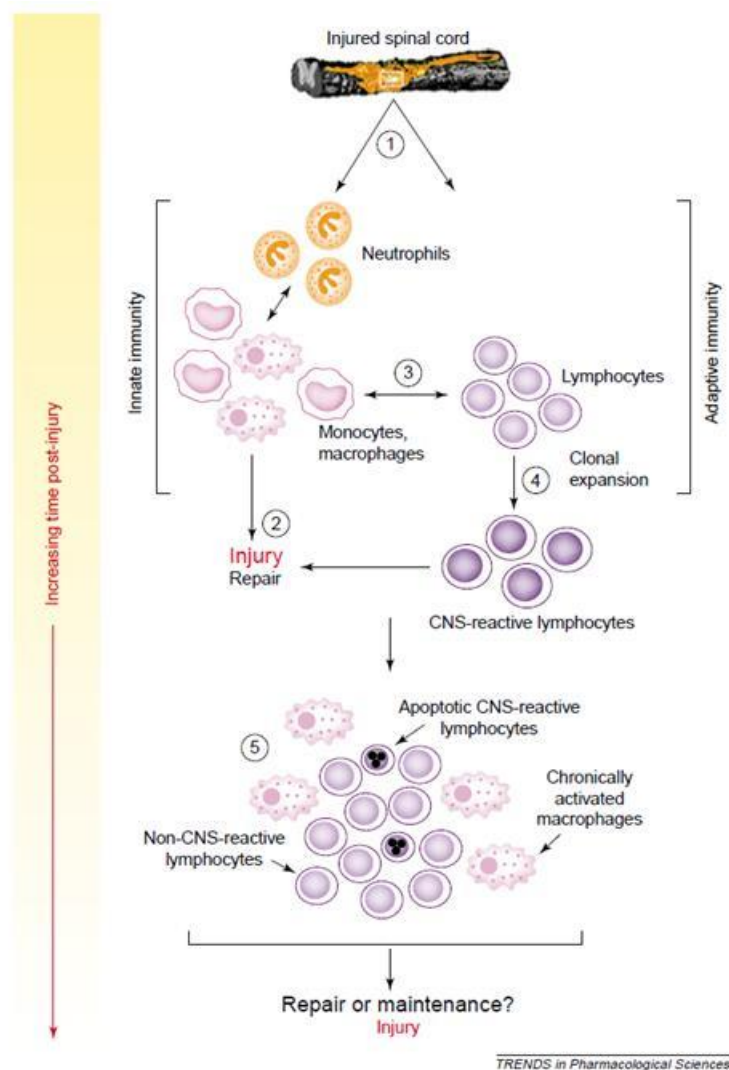 Injured spinal cord
1
Neutrophils
Innate immunity
Adaptive immunity
3
Lymphocytes
Monocytes,
macrophages
Clonal
expansion
4
2
Injury
Repair
CNS-reactive lymphocytes
Increasing time post-injury
Apoptotic CNS-reactive
lymphocytes
5
Chronically
activated
macrophages
Non-CNS-reactive
lymphocytes
Repair or maintenance?
Injury
TRENDS in Pharmacological Sciences